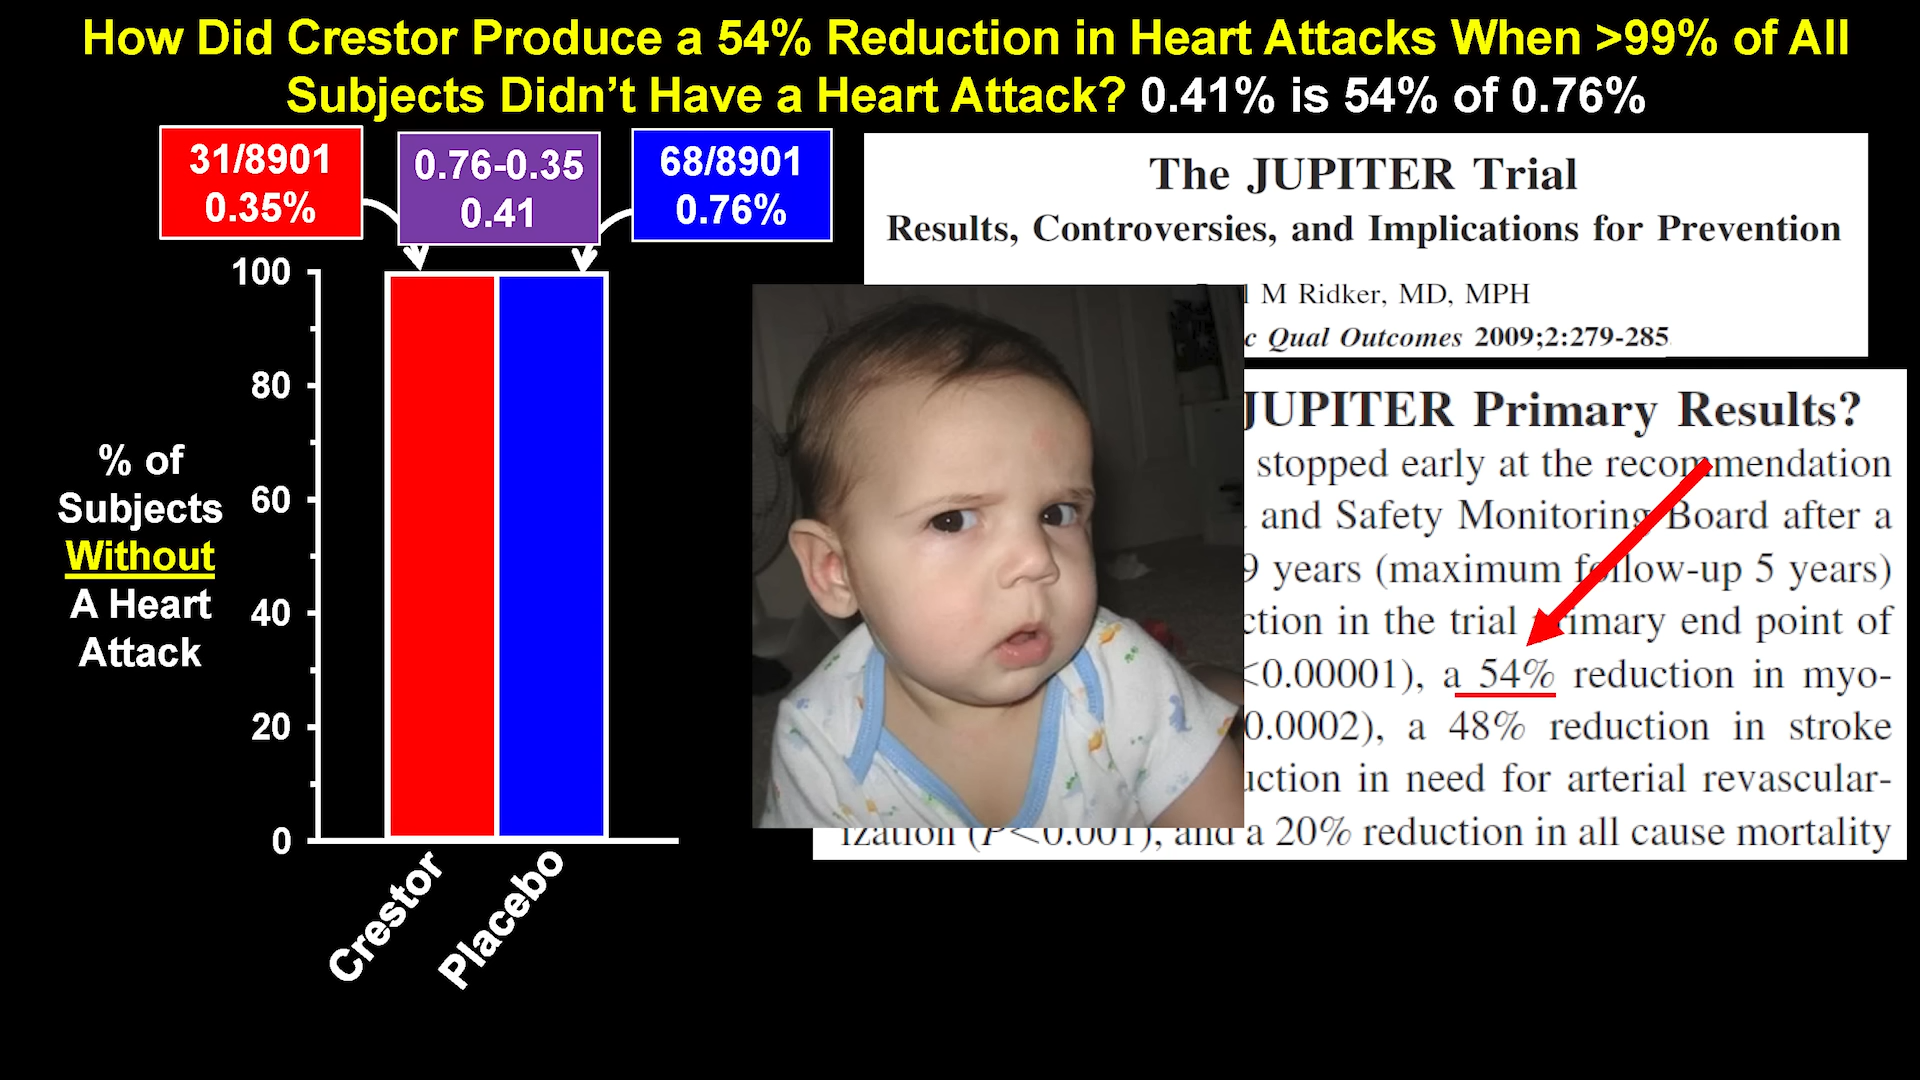 How Did Crestor Produce a 54% Reduction in Heart Attacks When >99% of All
Subjects Didn’t Have a Heart Attack? 0.41% is 54% of 0.76%
31/8901
0.35%
0.76-0.35
0.41
68/8901
0.76%
100
80
60
40
20
0
% of
Subjects
Without
A Heart
Attack
Crestor
Placebo
The JUPITER Trial
Results, Controversies, and Implications for Prevention
M Ridker, MD, MPH
Qual Outcomes 2009;2:279-285
JUPITER Primary Results?
stopped early at the recommendation
and Safety Monitoring Board after a
9 years (maximum follow-up 5 years)
ction in the trial primary end point of
<0.00001), a 54% reduction in myo-
0.0002), a 48% reduction in stroke
uction in need for arterial revascular-
ization (P<0.001), and a 20% reduction in all cause mortality